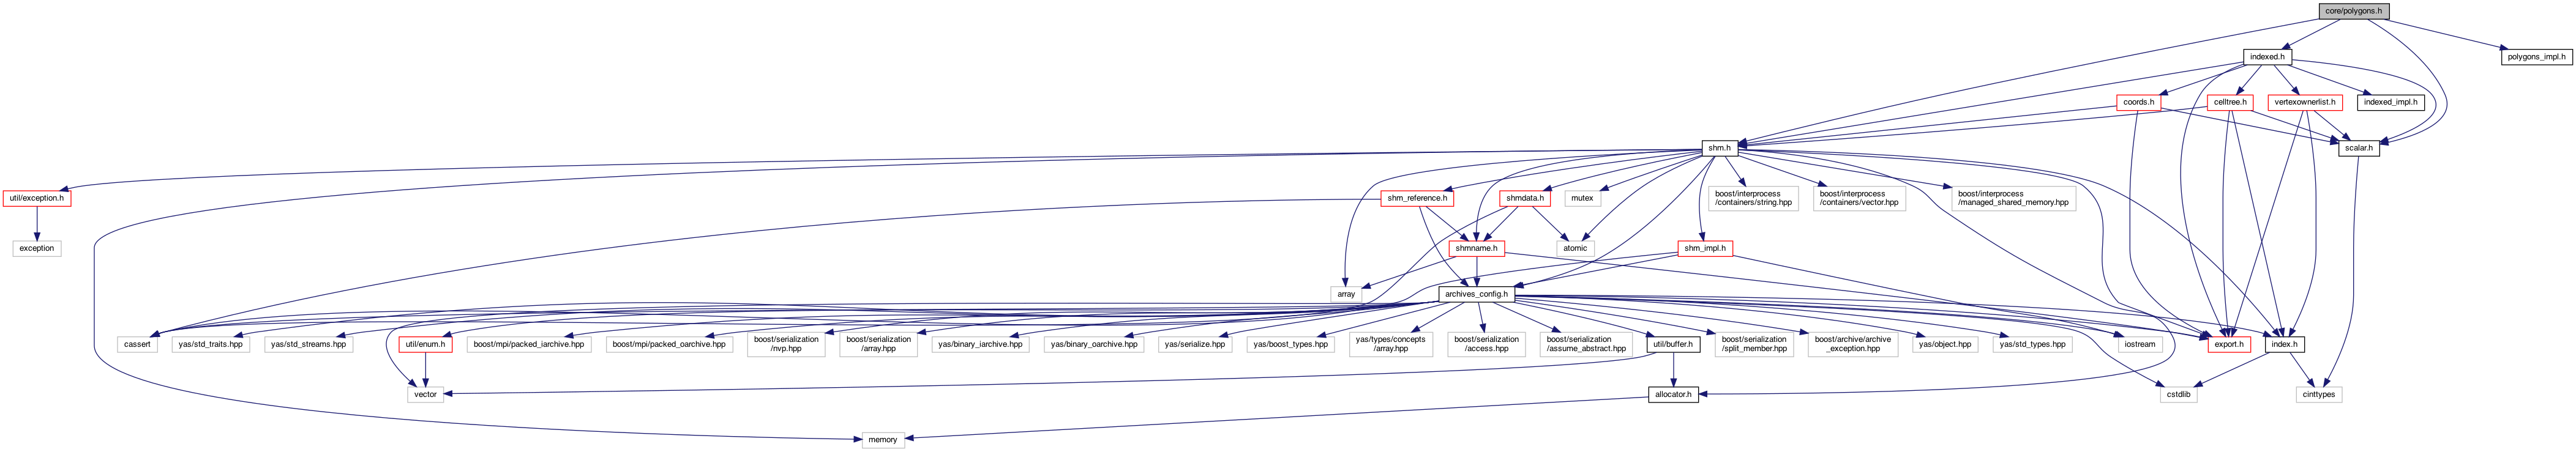 core/polygons.h
indexed.h
polygons_impl.h
coords.h
celltree.h
vertexownerlist.h
indexed_impl.h
shm.h
scalar.h
util/exception.h
shm_reference.h
shmdata.h
mutex
boost/interprocess
/containers/string.hpp
boost/interprocess
/containers/vector.hpp
boost/interprocess
/managed_shared_memory.hpp
exception
shmname.h
atomic
shm_impl.h
array
archives_config.h
cassert
yas/std_traits.hpp
yas/std_streams.hpp
util/enum.h
boost/mpi/packed_iarchive.hpp
boost/mpi/packed_oarchive.hpp
boost/serialization
/nvp.hpp
boost/serialization
/array.hpp
yas/binary_iarchive.hpp
yas/binary_oarchive.hpp
yas/serialize.hpp
yas/boost_types.hpp
yas/types/concepts
/array.hpp
boost/serialization
/access.hpp
boost/serialization
/assume_abstract.hpp
util/buffer.h
boost/serialization
/split_member.hpp
boost/archive/archive
_exception.hpp
yas/object.hpp
yas/std_types.hpp
iostream
export.h
index.h
vector
allocator.h
cstdlib
cinttypes
memory